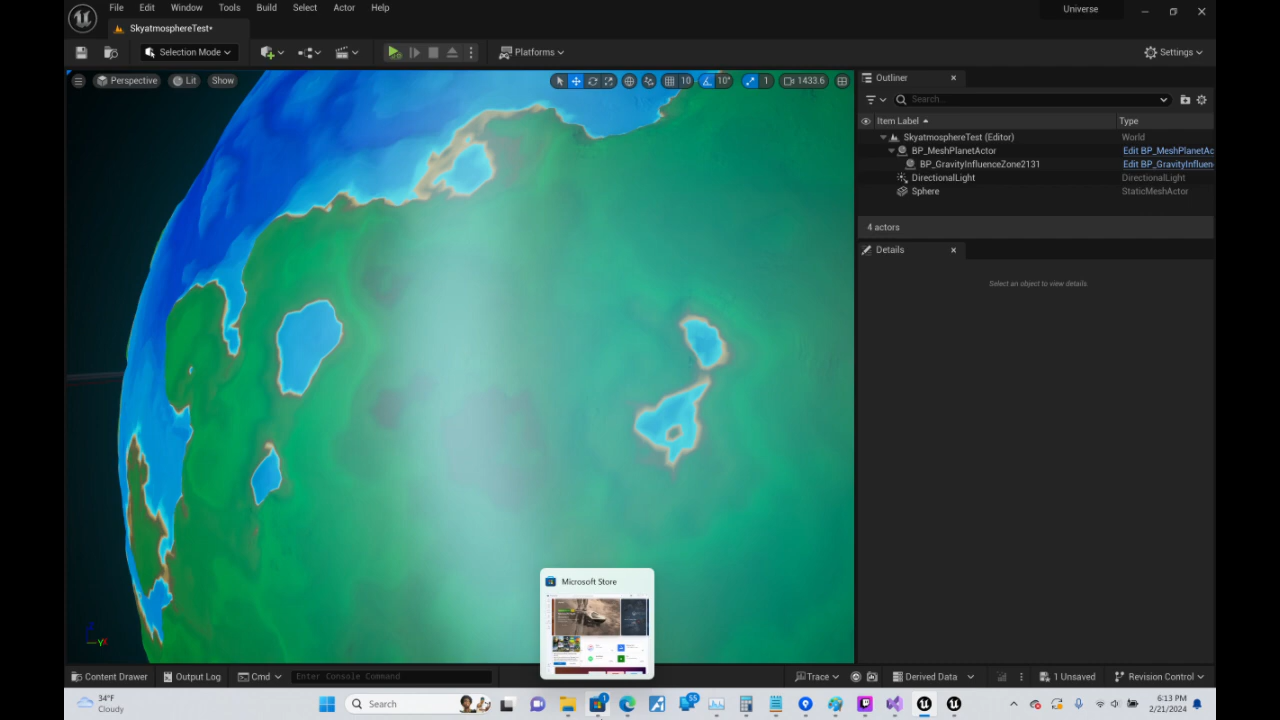 File Edit Window Tools Build Select Actor Help
Universe
SkyatmosphereTest*
Selection Mode
Platforms
Settings
Perspective Lit Show
10 10° 1 1433.6
Outliner
Search...
Item Label Type
SkyatmosphereTest (Editor) World
BP_MeshPlanetActor Edit BP_MeshPlanetAc
BP_GravityInfluenceZone2131 Edit BP_GravityInfluen
DirectionalLight DirectionalLight
Sphere StaticMeshActor
4 actors
Details
Select an object to view details.
Microsoft Store
Content Drawer Output Log Cmd Enter Console Command Trace Derived Data 1 Unsaved Revision Control
34°F
Cloudy
Search
1
55
6:13 PM
2/21/2024